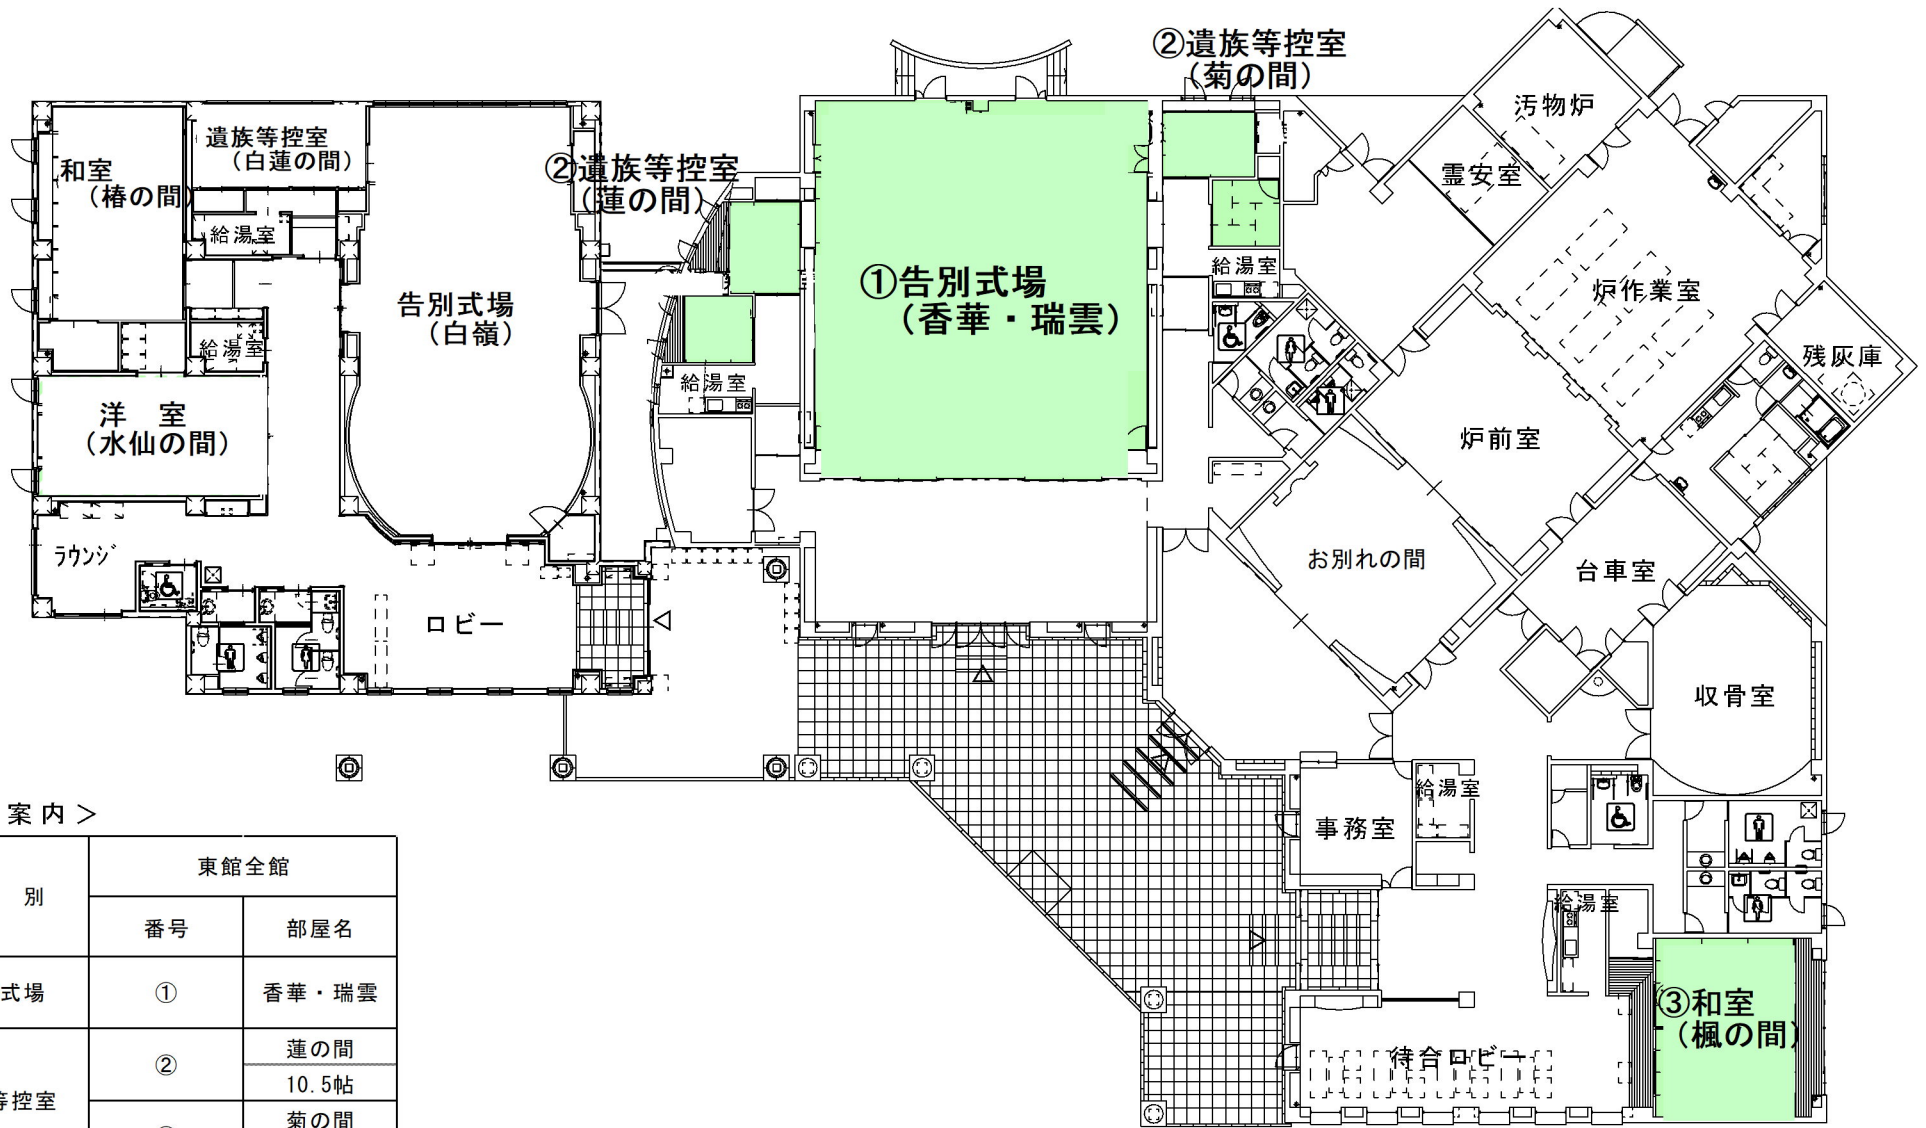 ②遺族等控室
（菊の間）
汚物炉
遺族等控室
（白蓮の間）
和室
（椿の間）
②遺族等控室
（蓮の間）
霊安室
給湯室
給湯室
①告別式場
（香華・瑞雲）
告別式場
（白嶺）
炉作業室
給湯室
残灰庫
給湯室
洋　室
（水仙の間）
炉前室
ラウンジ
お別れの間
台車室
ロビー
収骨室
給湯室
事務室
案内＞
東館全館
別
番号
部屋名
給湯室
式場
①
香華・瑞雲
③和室
（楓の間）
待合ロビー
②
蓮の間
10.5帖
等控室
菊の間